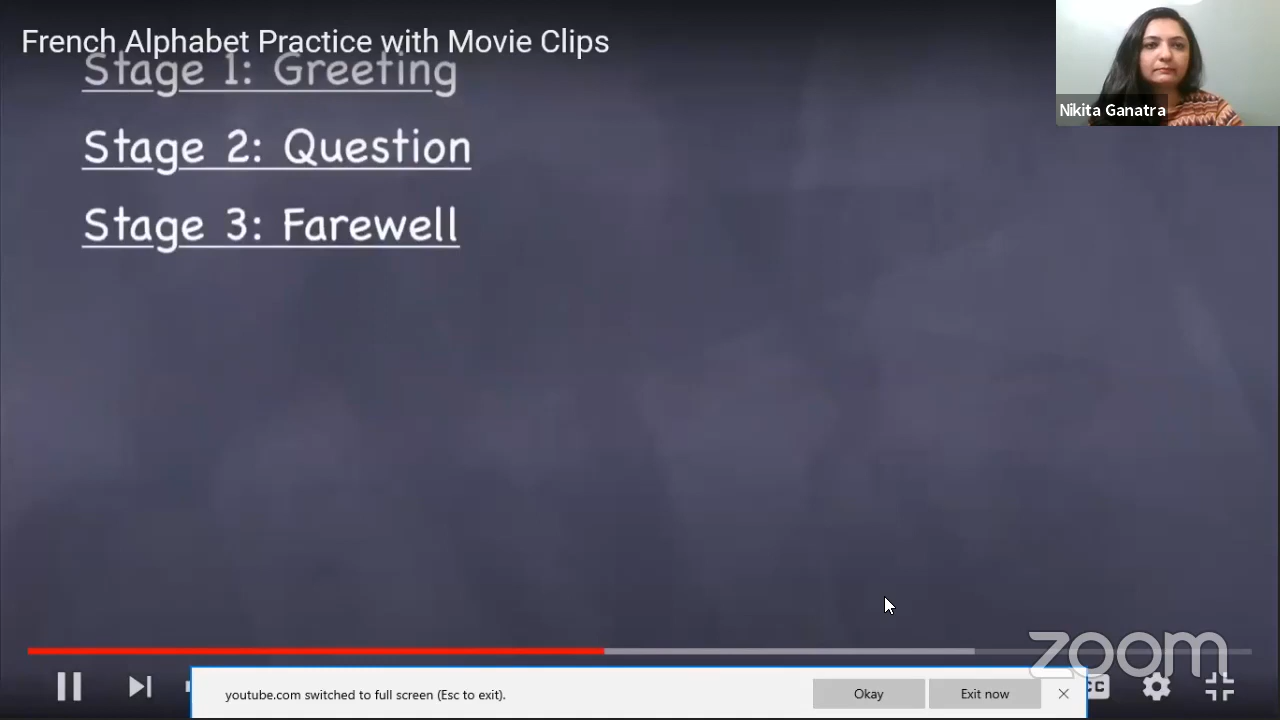 French Alphabet Practice with Movie Clips
Stage 1: Greeting
Nikita Ganatra
Stage 2: Question
Stage 3: Farewell
zoom
CC
youtube.com switched to full screen (Esc to exit).
Okay
Exit now